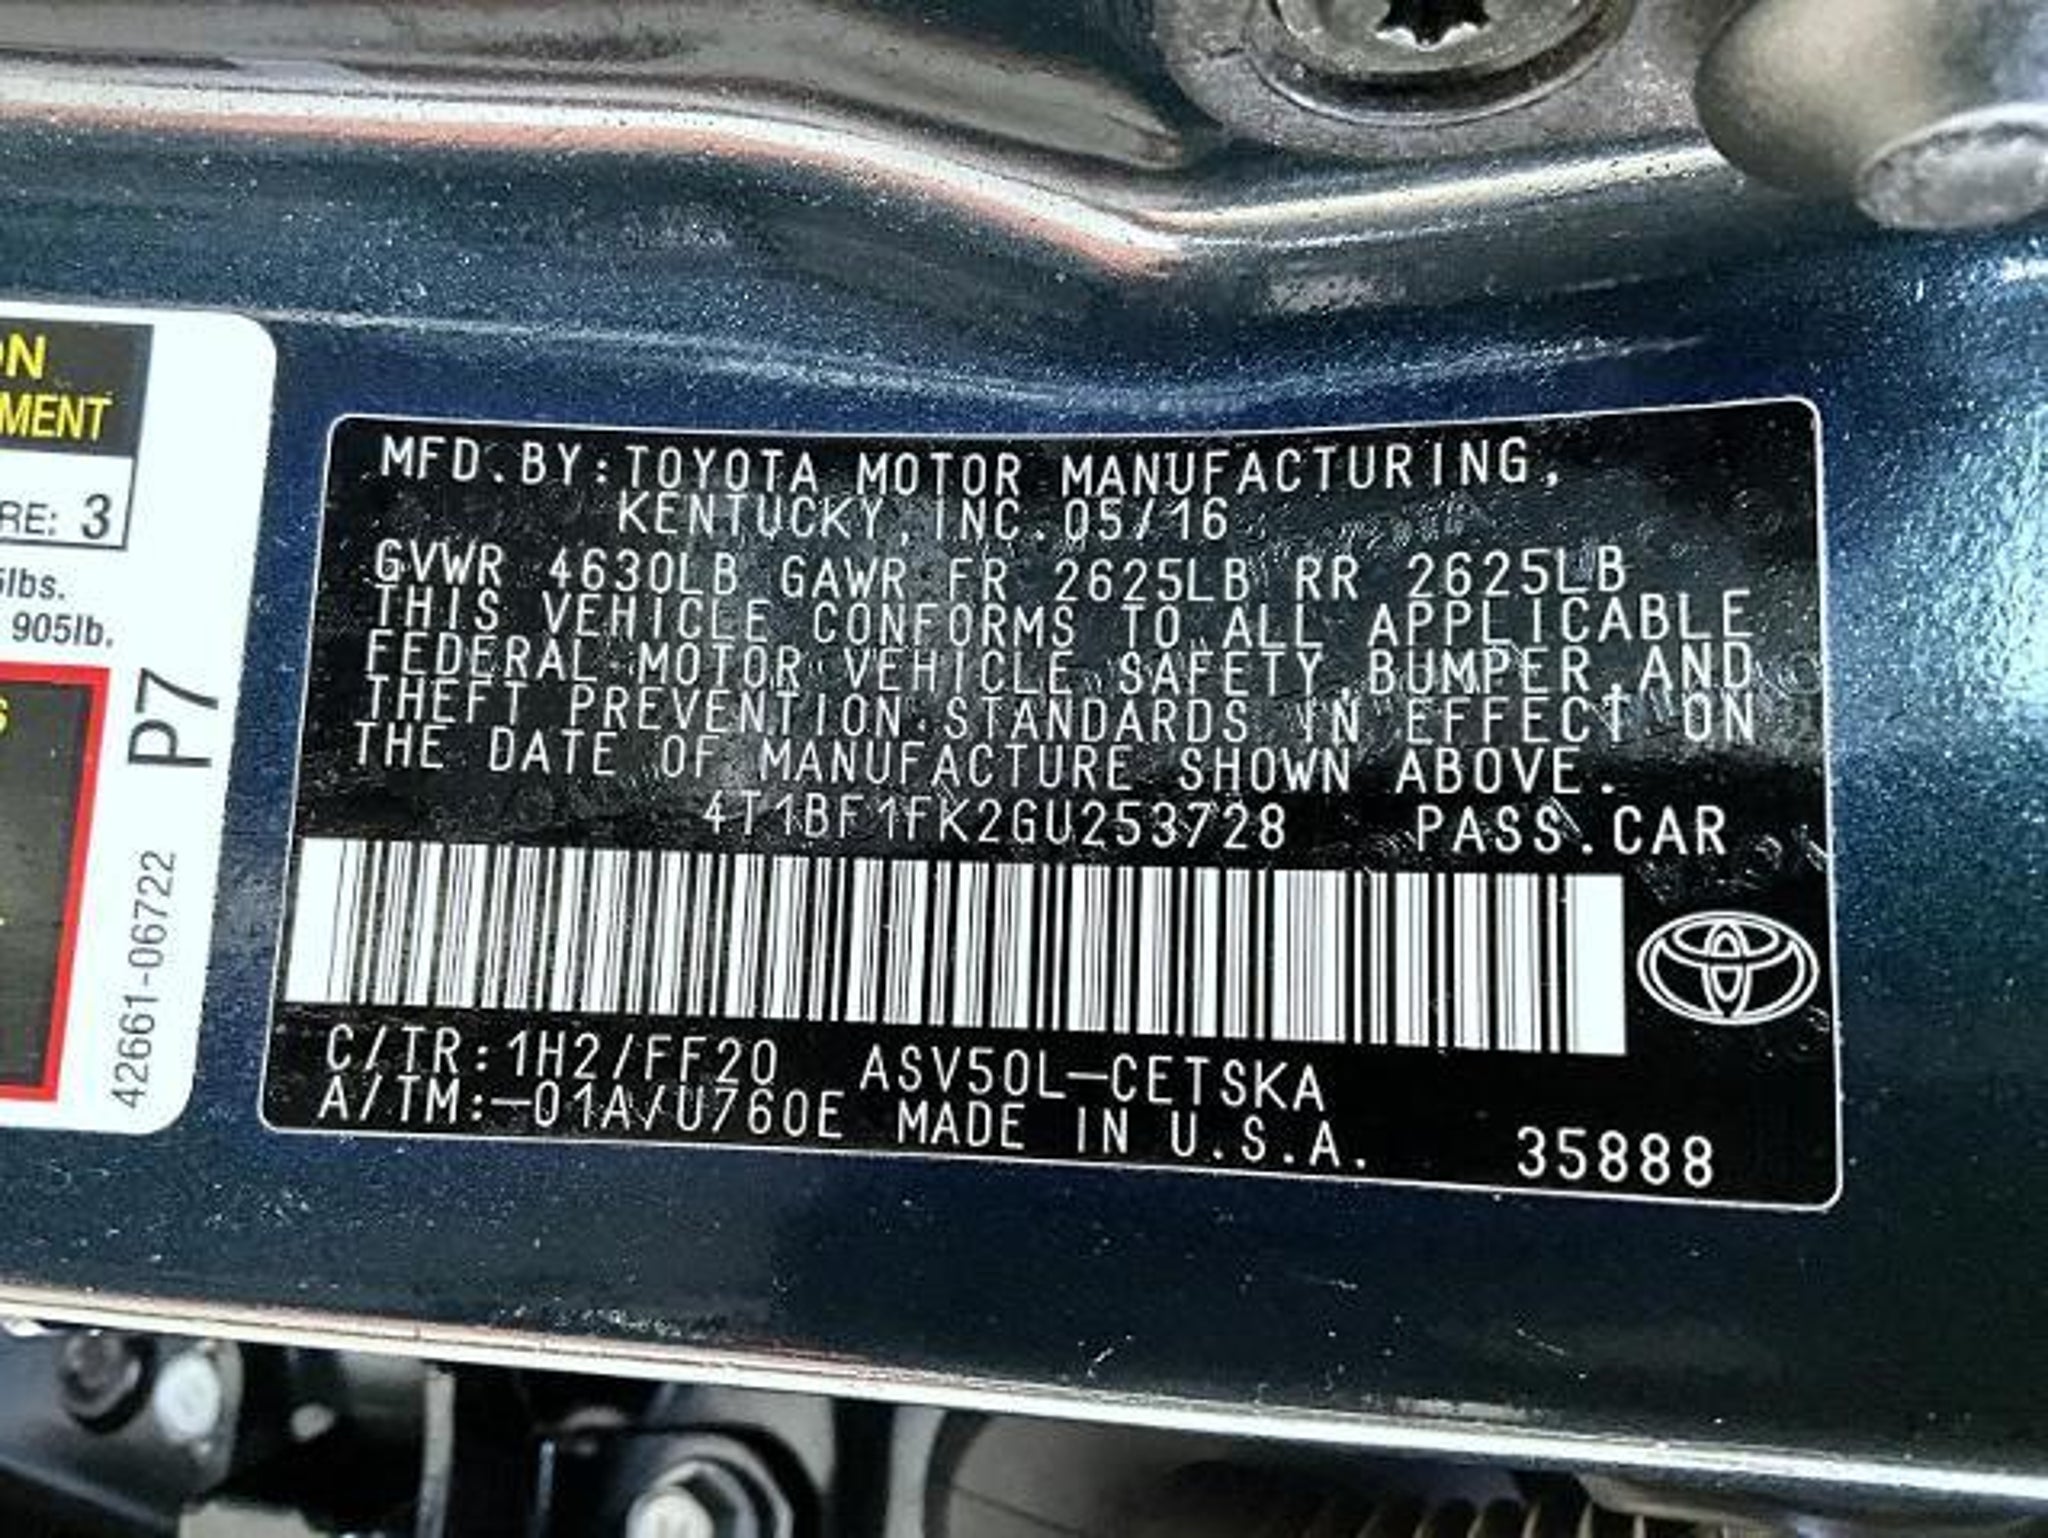 ON
MENT
RE: 3
5lbs.
905lb.
P7
42661-06722
MFD.BY:TOYOTA MOTOR MANUFACTURING,
KENTUCKY,INC.05/16
GVWR 4630LB GAWR FR 2625LB RR 2625LB
THIS VEHICLE CONFORMS TO ALL APPLICABLE
FEDERAL MOTOR VEHICLE SAFETY,BUMPER,AND
THEFT PREVENTION STANDARDS IN EFFECT ON
THE DATE OF MANUFACTURE SHOWN ABOVE.
4T1BF1FK2GU253728 PASS.CAR
C/TR:1H2/FF20 ASV50L-CETSKA
A/TM:-01A/U760E MADE IN U.S.A. 35888